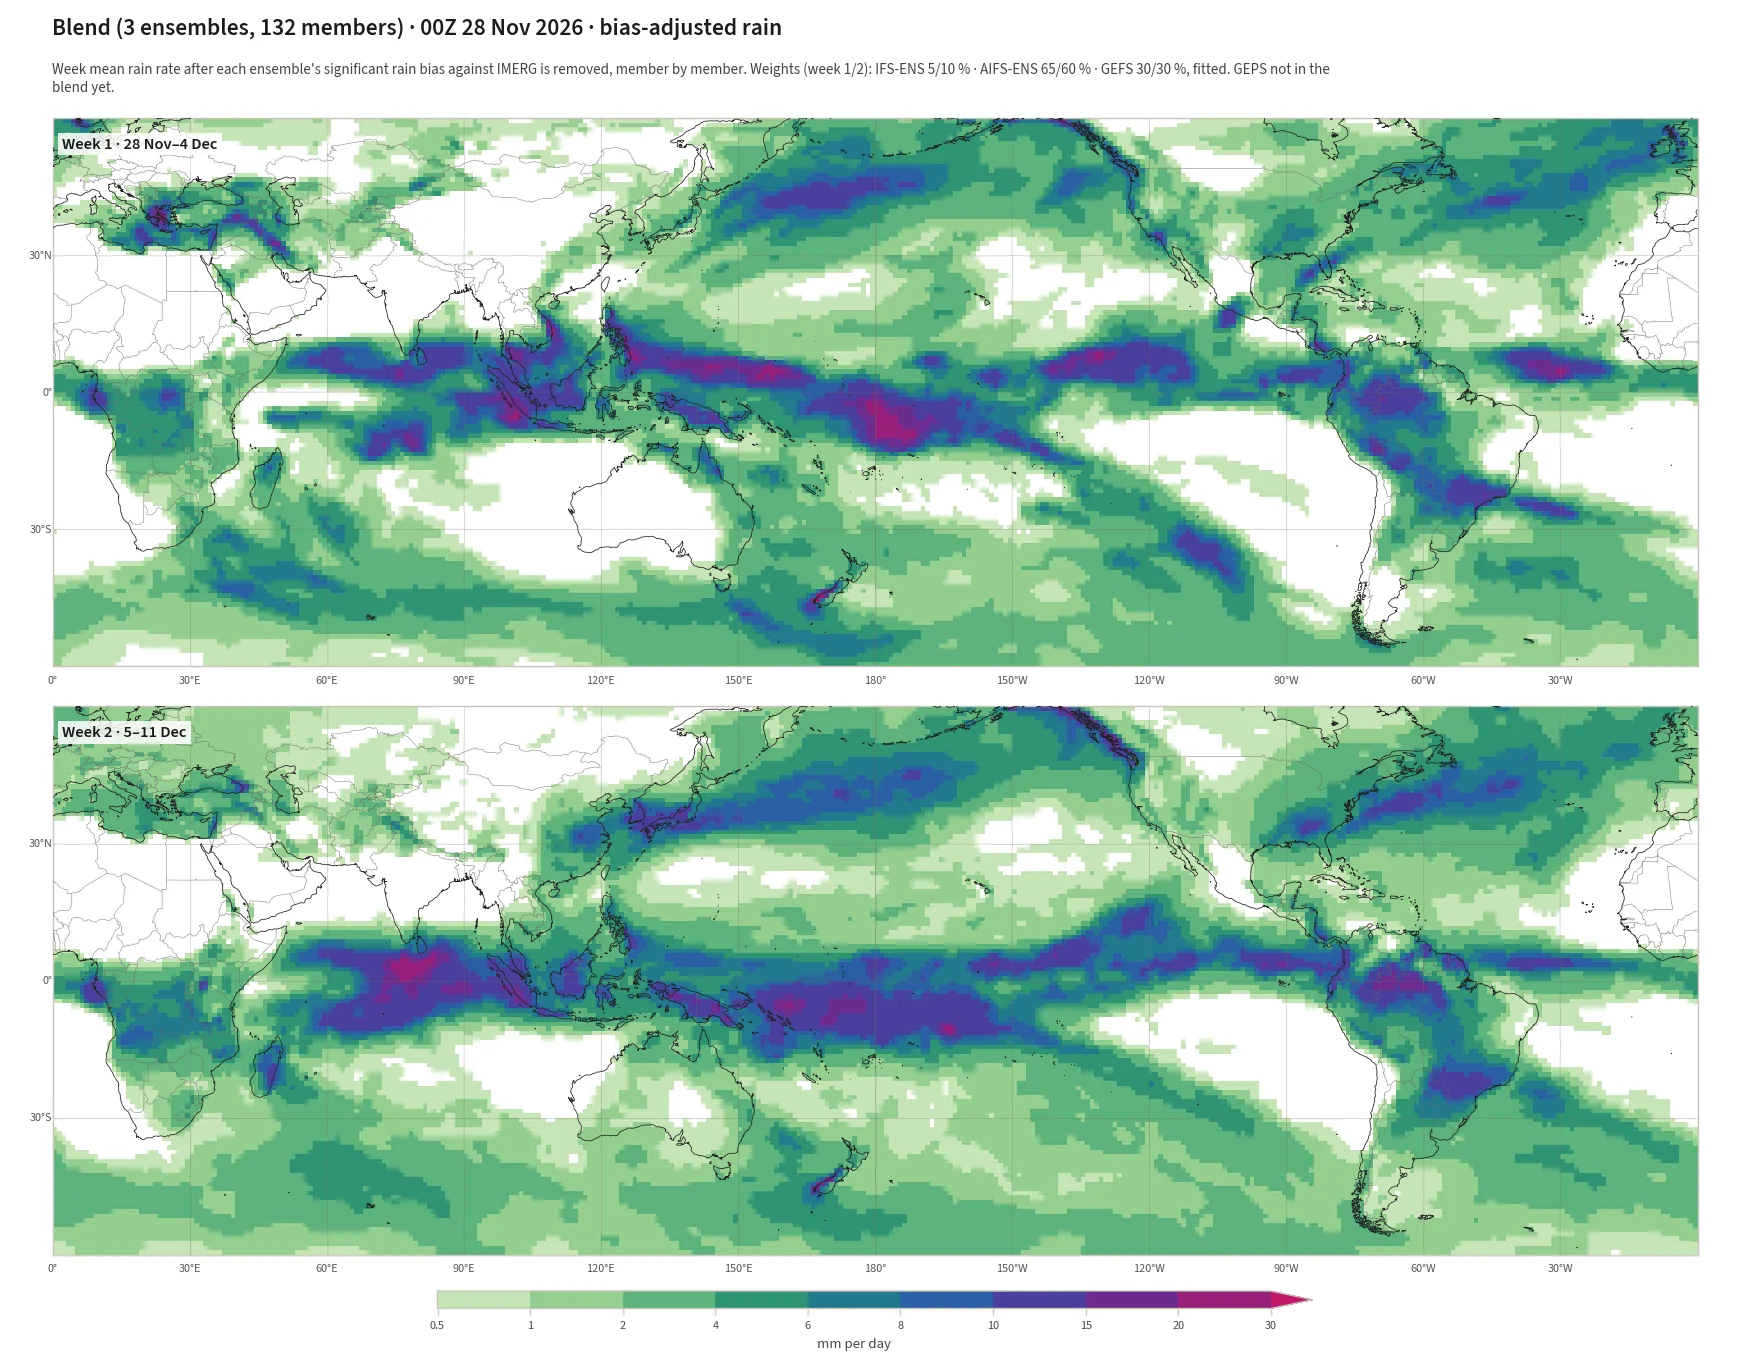 Blend (3 ensembles, 132 members) · 00Z 28 Nov 2026 · bias-adjusted rain
Week mean rain rate after each ensemble's significant rain bias against IMERG is removed, member by member. Weights (week 1/2): IFS-ENS 5/10 % · AIFS-ENS 65/60 % · GEFS 30/30 %, fitted. GEPS not in the
blend yet.
Week 1 · 28 Nov–4 Dec
30°N
0°
30°S
0° 30°E 60°E 90°E 120°E 150°E 180° 150°W 120°W 90°W 60°W 30°W
Week 2 · 5–11 Dec
30°N
0°
30°S
0° 30°E 60°E 90°E 120°E 150°E 180° 150°W 120°W 90°W 60°W 30°W
0.5 1 2 4 6 8 10 15 20 30
mm per day